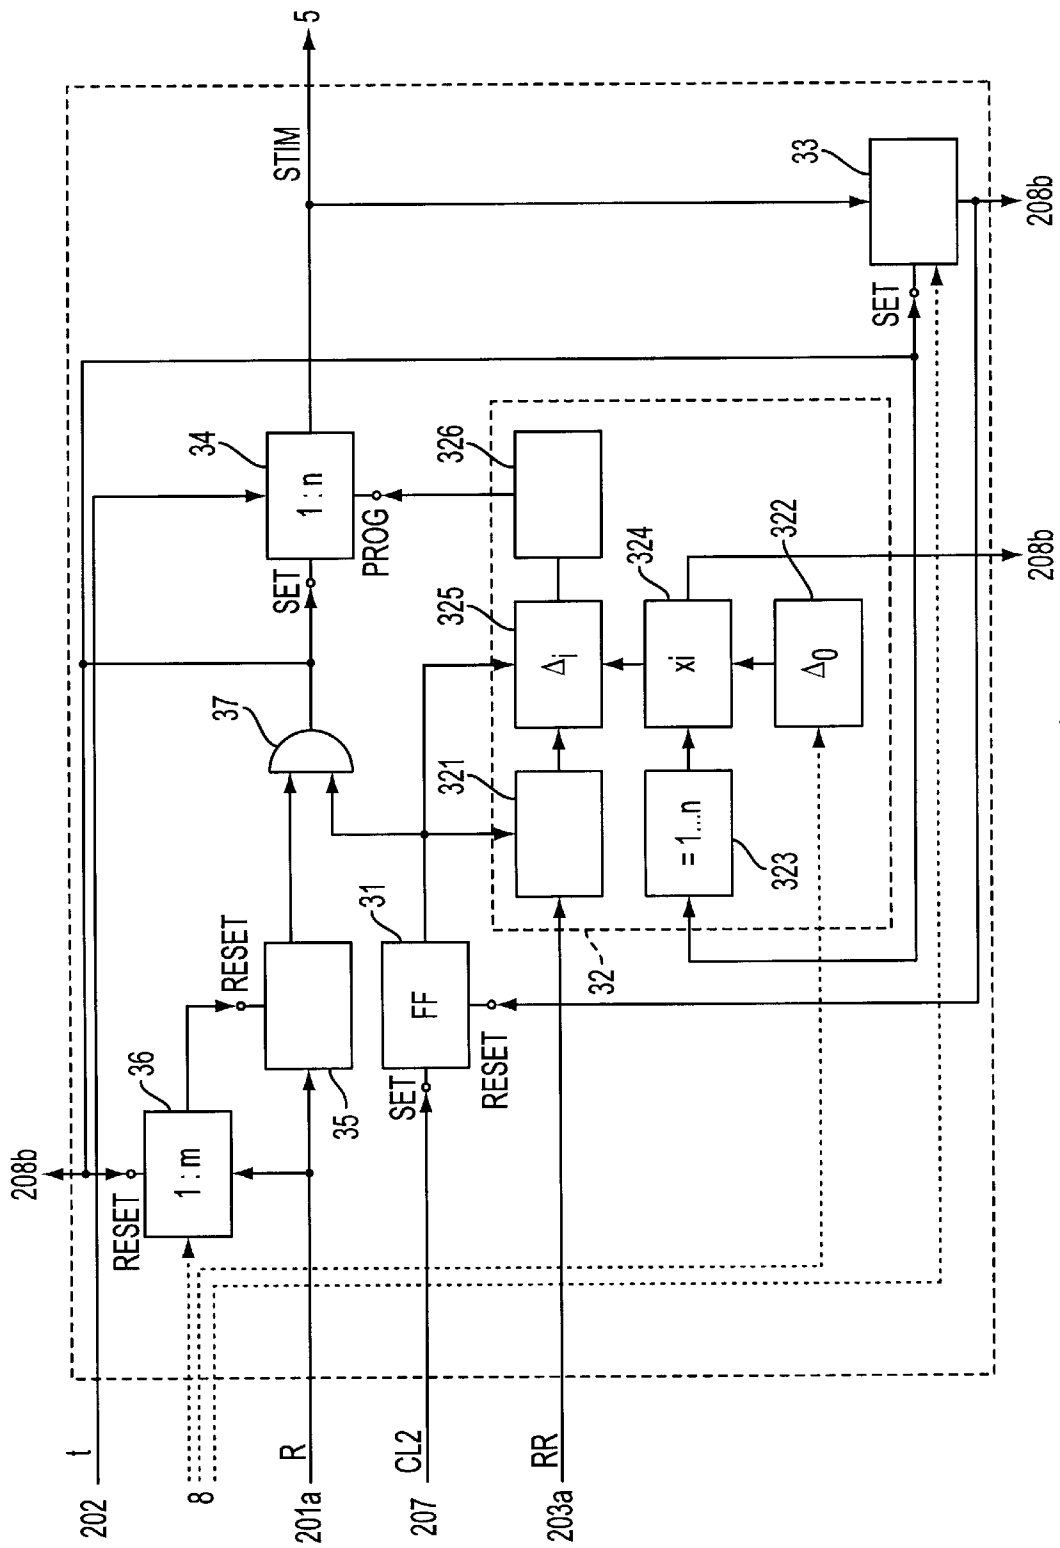 202
t
8
201a
R
207
CL2
203a
RR
208b
RESET
36
1 : m
RESET
35
SET
31
FF
RESET
37
SET
34
1 : n
PROG
STIM
5
32
321
325
Δi
326
323
= 1...n
324
xi
322
Δ0
SET
33
208b
208b